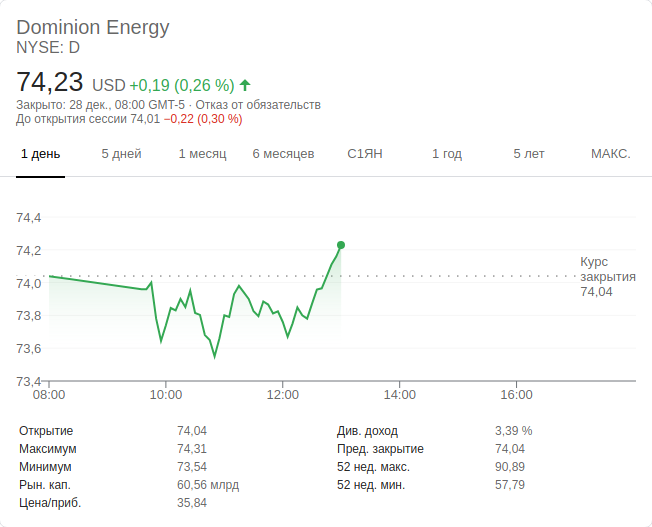 Dominion Energy
NYSE: D
74,23 USD +0,19 (0,26 %)
Закрыто: 28 дек., 08:00 GMT-5 · Отказ от обязательств
До открытия сессии 74,01 −0,22 (0,30 %)
1 день 5 дней 1 месяц 6 месяцев С1ЯН 1 год 5 лет МАКС.
74,4
74,2
Курс
закрытия
74,04
74,0
73,8
73,6
73,4
08:00 10:00 12:00 14:00 16:00
Открытие 74,04 Див. доход 3,39 %
Максимум 74,31 Пред. закрытие 74,04
Минимум 73,54 52 нед. макс. 90,89
Рын. кап. 60,56 млрд 52 нед. мин. 57,79
Цена/приб. 35,84